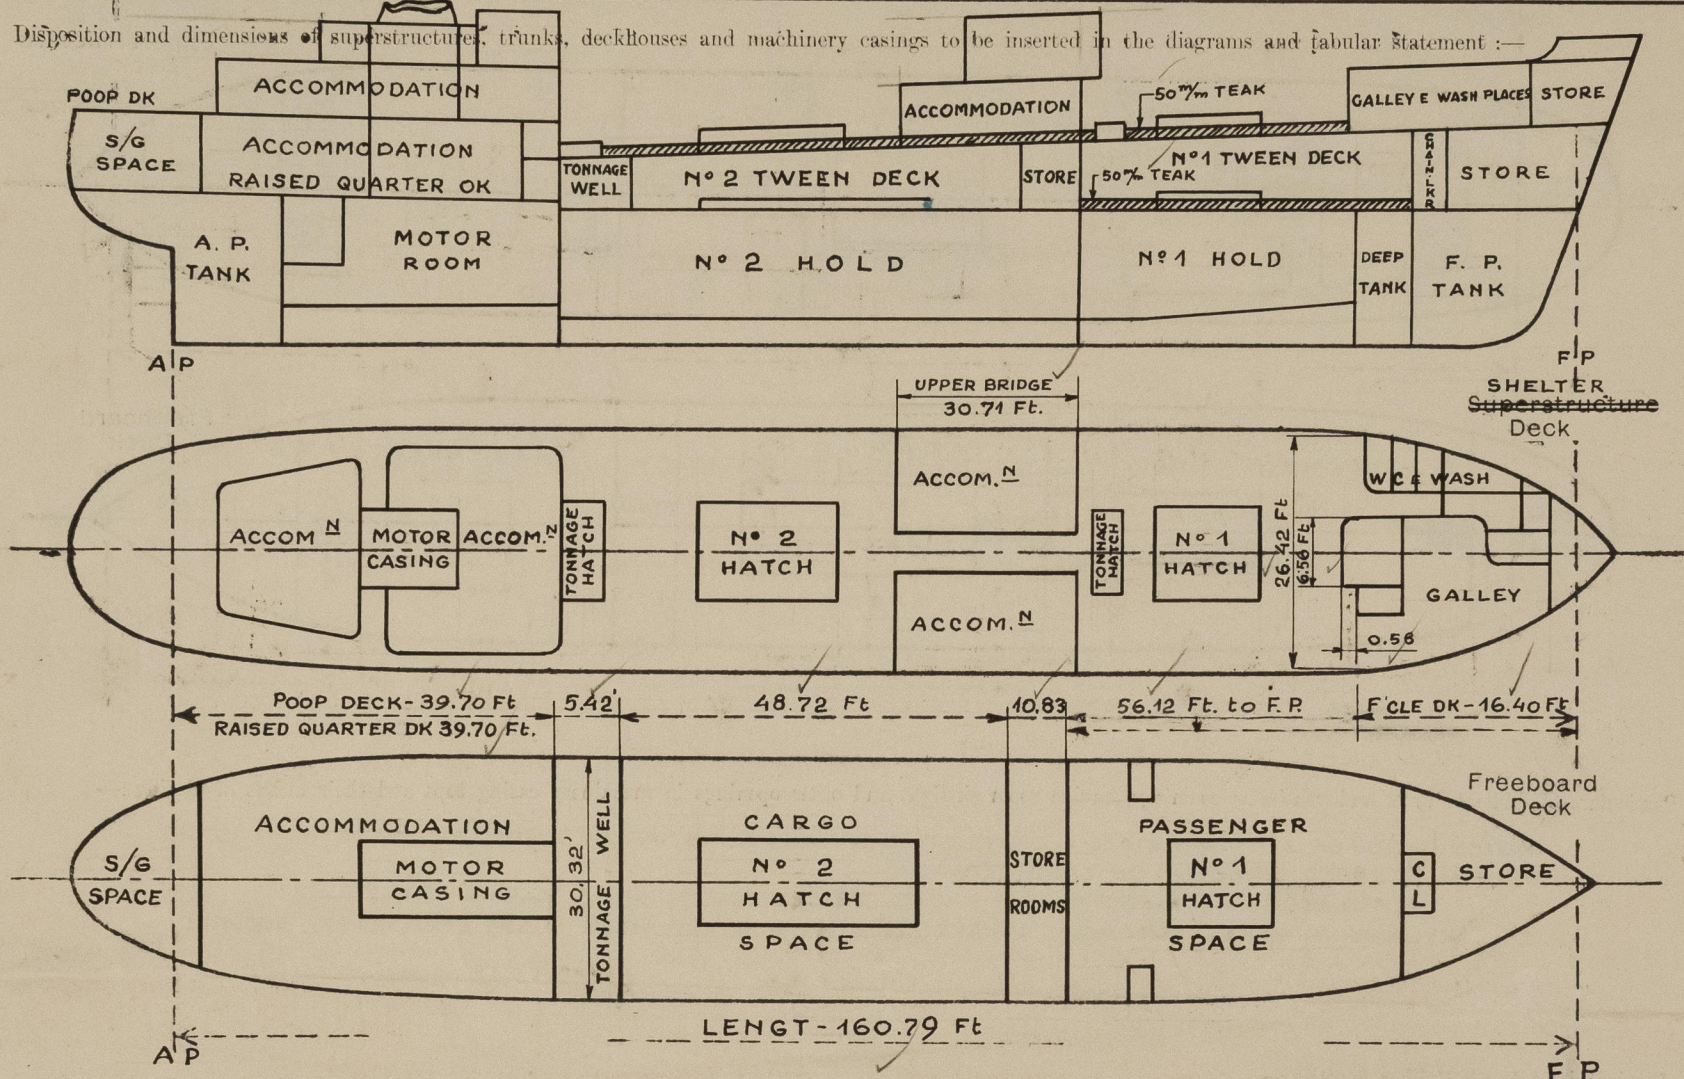 Disposition and dimensions of superstructures, trunks, deckhouses and machinery casings to be inserted in the diagrams and tabular statement :—
POOP DK
ACCOMMODATION
S/G
SPACE
ACCOMMODATION
RAISED QUARTER DK
TONNAGE
WELL
Nº 2 TWEEN DECK
STORE
ACCOMMODATION
50 m/m TEAK
50 m/m TEAK
Nº 1 TWEEN DECK
GALLEY E WASH PLACES
STORE
CHAIN.LKR
STORE
A. P.
TANK
MOTOR
ROOM
Nº 2 HOLD
Nº 1 HOLD
DEEP
TANK
F. P.
TANK
A P
F P
UPPER BRIDGE
30.71 Ft.
SHELTER
Superstructure
Deck
ACCOM N
MOTOR
CASING
ACCOM. N
TONNAGE
HATCH
Nº 2
HATCH
ACCOM. N
ACCOM. N
TONNAGE
HATCH
Nº 1
HATCH
26.42 Ft
6.56 Ft
W C E WASH
GALLEY
0.56
POOP DECK - 39.70 Ft
RAISED QUARTER DK 39.70 Ft.
5.42'
48.72 Ft
10.83
56.12 Ft. to F.P.
F'CLE DK - 16.40 Ft
Freeboard
Deck
S/G
SPACE
ACCOMMODATION
MOTOR
CASING
30.32'
TONNAGE WELL
CARGO
Nº 2
HATCH
SPACE
STORE
ROOMS
PASSENGER
Nº 1
HATCH
SPACE
C
L
STORE
LENGT - 160.79 Ft
A P
F P